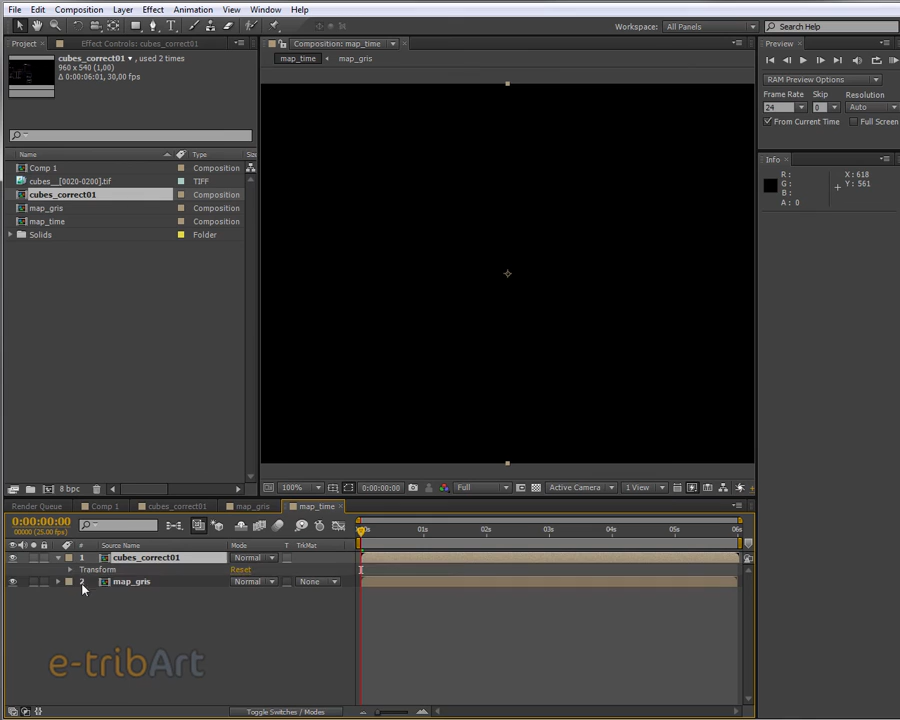 File Edit Composition Layer Effect Animation View Window Help
Workspace: All Panels
Search Help
Project
Effect Controls: cubes_correct01
cubes_correct01 ▼ , used 2 times
960 x 540 (1,00)
Δ 0:00:06:01, 30,00 fps
Name Type Size
Comp 1 Composition
cubes__[0020-0200].tif TIFF
cubes_correct01 Composition
map_gris Composition
map_time Composition
Solids Folder
8 bpc
Composition: map_time
map_time map_gris
100%
0:00:00:00
Full
Active Camera
1 View
Preview
RAM Preview Options
Frame Rate Skip Resolution
24 0 Auto
From Current Time Full Screen
Info
R: X: 618
G: Y: 561
B:
A: 0
Render Queue Comp 1 cubes_correct01 map_gris map_time
0:00:00:00
00000 (25.00 fps)
01s 02s 03s 04s 05s 06s
# Source Name Mode T TrkMat
1 cubes_correct01 Normal
Transform Reset
2 map_gris Normal None
e-tribArt
Toggle Switches / Modes